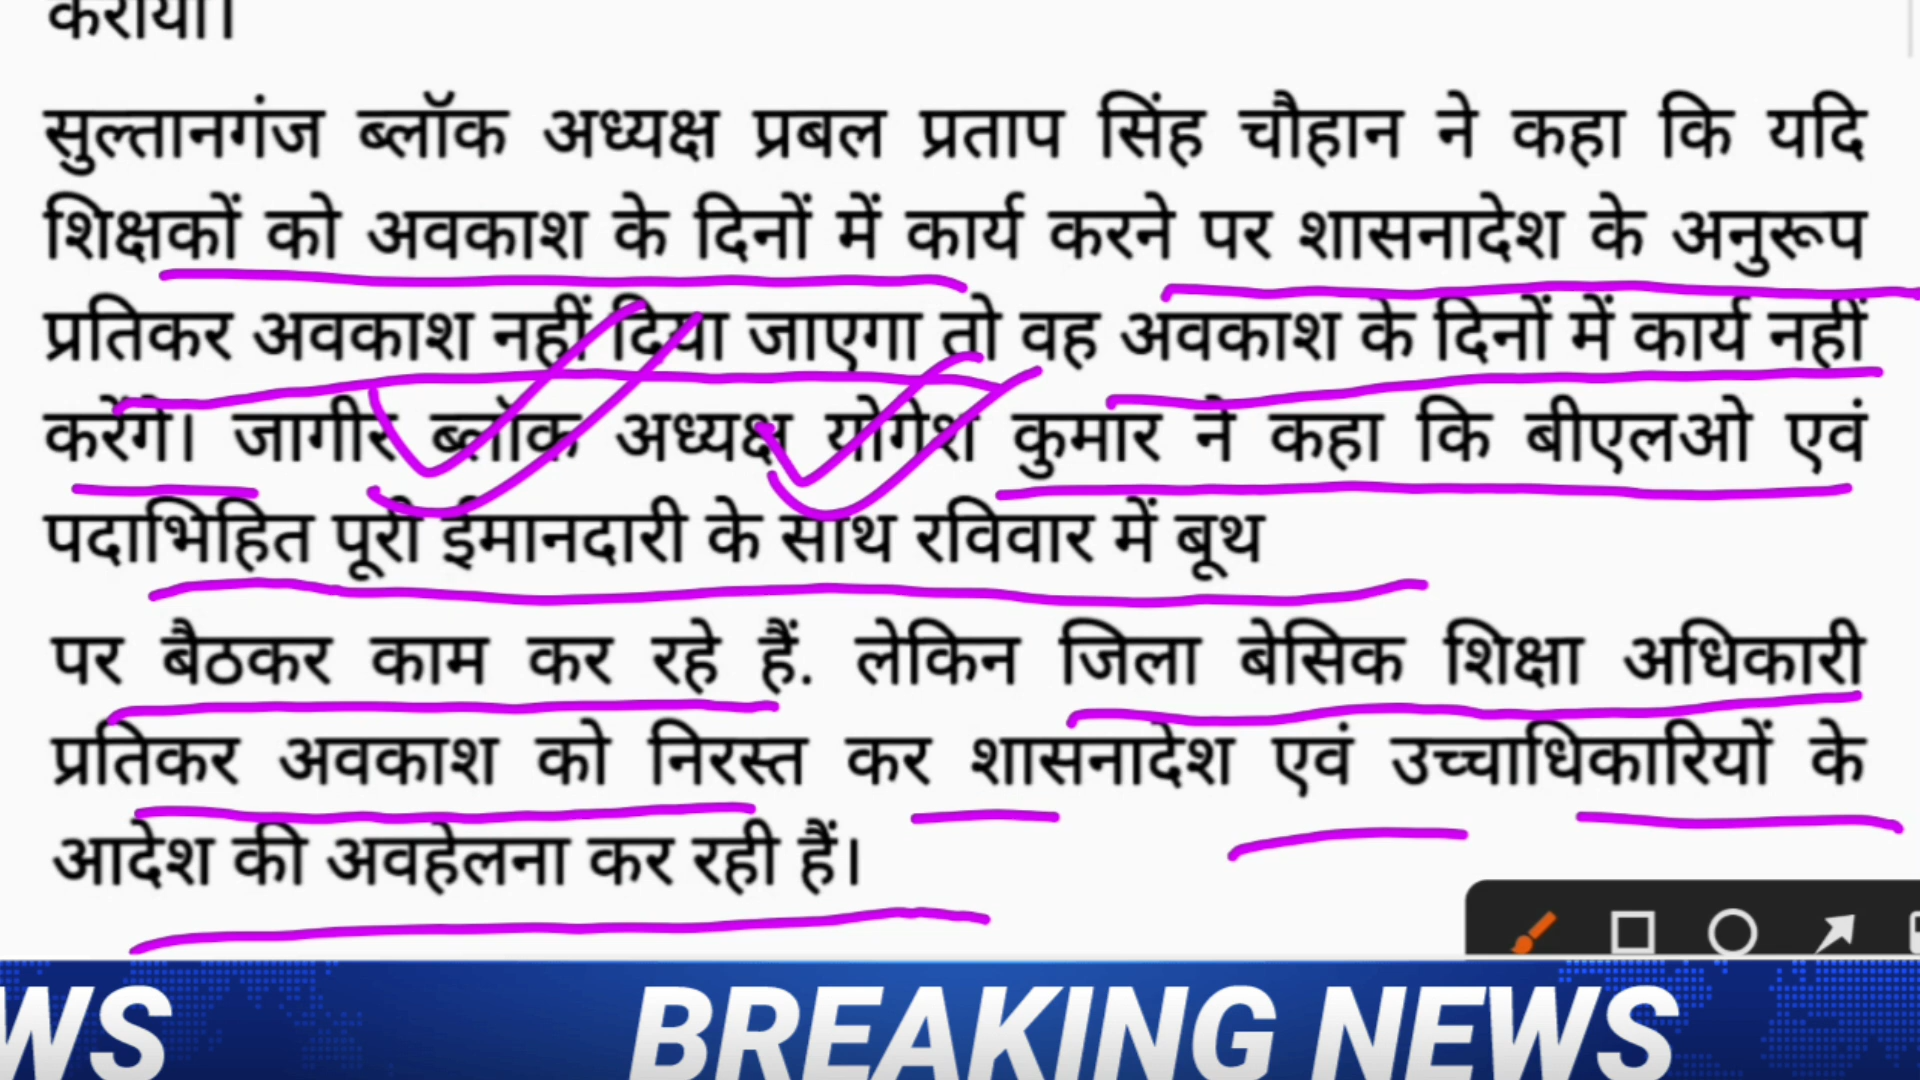 कराया।
सुल्तानगंज ब्लॉक अध्यक्ष प्रबल प्रताप सिंह चौहान ने कहा कि यदि
शिक्षकों को अवकाश के दिनों में कार्य करने पर शासनादेश के अनुरूप
प्रतिकर अवकाश नहीं दिया जाएगा तो वह अवकाश के दिनों में कार्य नहीं
करेंगे। जागीर ब्लॉक अध्यक्ष योगेश कुमार ने कहा कि बीएलओ एवं
पदाभिहित पूरी ईमानदारी के साथ रविवार में बूथ
पर बैठकर काम कर रहे हैं. लेकिन जिला बेसिक शिक्षा अधिकारी
प्रतिकर अवकाश को निरस्त कर शासनादेश एवं उच्चाधिकारियों के
आदेश की अवहेलना कर रही हैं।
WS BREAKING NEWS